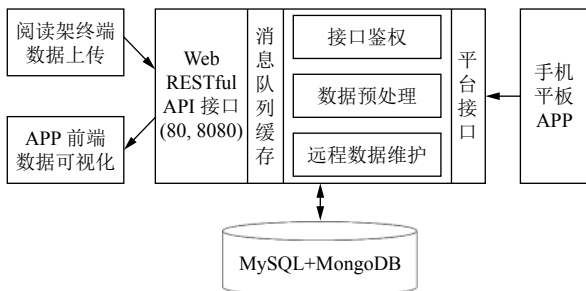 阅读架终端
数据上传
APP 前端
数据可视化
Web
RESTful
API 接口
(80, 8080)
消息队列缓存
接口鉴权
数据预处理
远程数据维护
平台接口
手机
平板
APP
MySQL+MongoDB